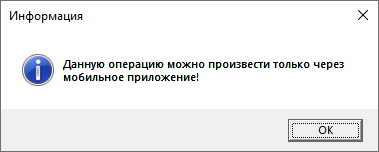 Информация
Данную операцию можно произвести только через
мобильное приложение!
OK